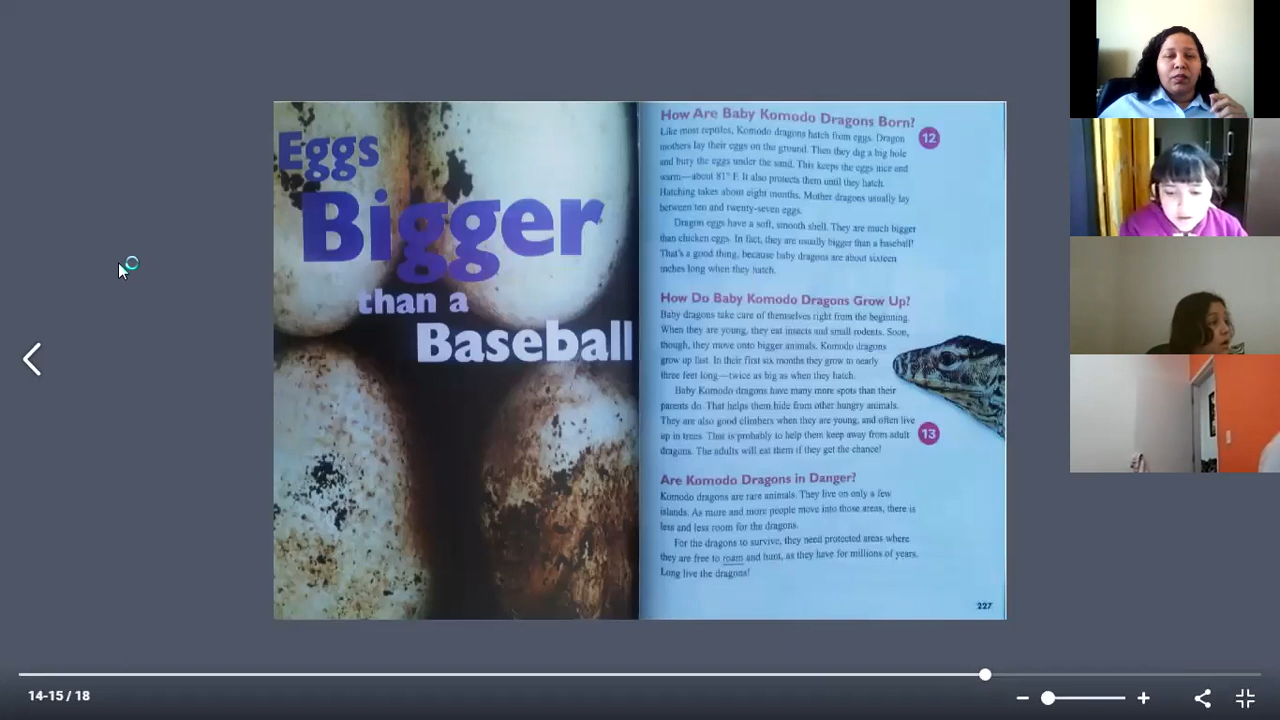 Eggs
Bigger
than a
Baseball
How Are Baby Komodo Dragons Born?
Like most reptiles, Komodo dragons hatch from eggs. Dragon
mothers lay their eggs on the ground. Then they dig a big hole
and bury the eggs under the sand. This keeps the eggs nice and
warm—about 81° F. It also protects them until they hatch.
Hatching takes about eight months. Mother dragons usually lay
between ten and twenty-seven eggs.
Dragon eggs have a soft, smooth shell. They are much bigger
than chicken eggs. In fact, they are usually bigger than a baseball!
That's a good thing, because baby dragons are about sixteen
inches long when they hatch.
12
How Do Baby Komodo Dragons Grow Up?
Baby dragons take care of themselves right from the beginning.
When they are young, they eat insects and small rodents. Soon,
though, they move onto bigger animals. Komodo dragons
grow up fast. In their first six months they grow to nearly
three feet long—twice as big as when they hatch.
Baby Komodo dragons have many more spots than their
parents do. That helps them hide from other hungry animals.
They are also good climbers when they are young, and often live
up in trees. That is probably to help them keep away from adult
dragons. The adults will eat them if they get the chance!
13
Are Komodo Dragons in Danger?
Komodo dragons are rare animals. They live on only a few
islands. As more and more people move into those areas, there is
less and less room for the dragons.
For the dragons to survive, they need protected areas where
they are free to roam and hunt, as they have for millions of years.
Long live the dragons!
227
14-15 / 18